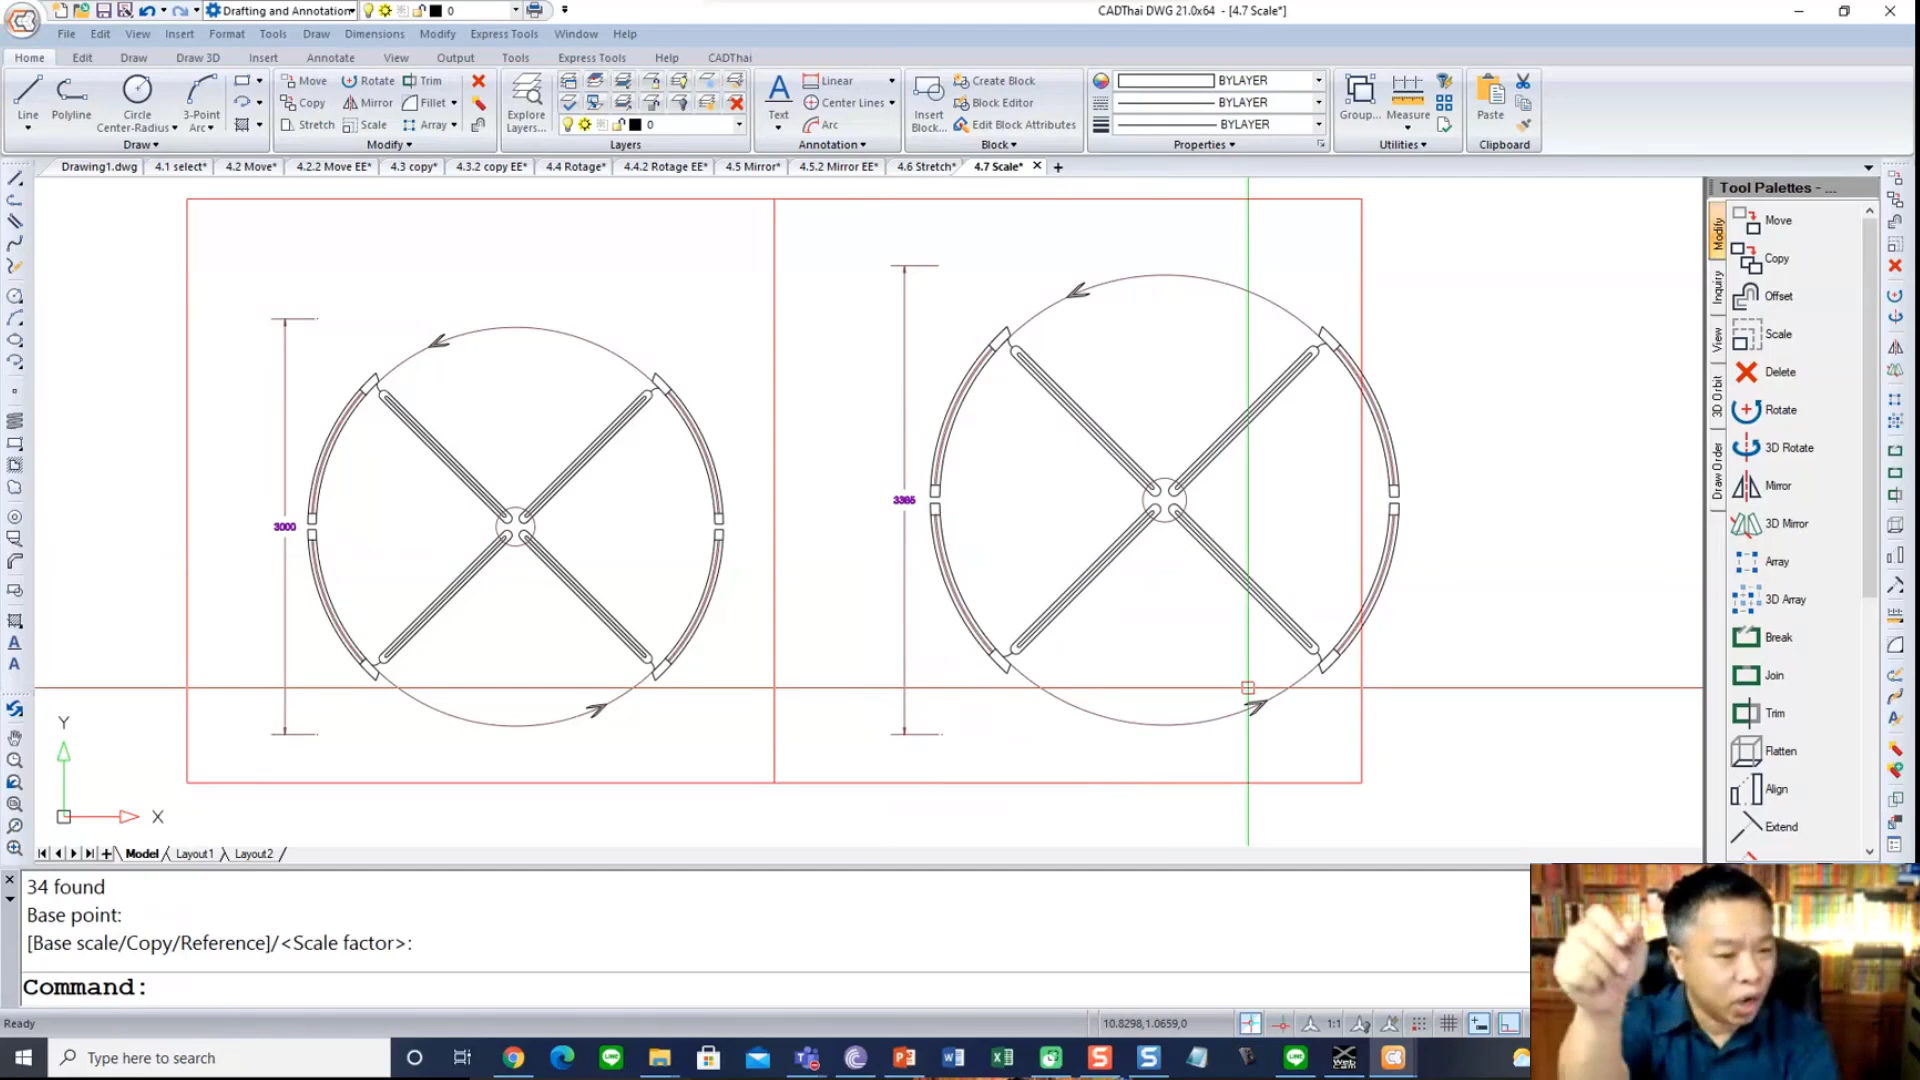 Drafting and Annotation
0
CADThai DWG 21.0x64 - [4.7 Scale*]
File Edit View Insert Format Tools Draw Dimensions Modify Express Tools Window Help
Home Edit Draw Draw 3D Insert Annotate View Output Tools Express Tools Help CADThai
Line
Polyline
Circle
Center-Radius
3-Point
Arc
Draw
Move Rotate Trim
Copy Mirror Fillet
Stretch Scale Array
Modify
Explore
Layers...
0
Layers
Text
Linear
Center Lines
Arc
Annotation
Insert
Block...
Create Block
Block Editor
Edit Block Attributes
Block
BYLAYER
BYLAYER
BYLAYER
Properties
Group...
Measure
Utilities
Paste
Clipboard
Drawing1.dwg 4.1 select* 4.2 Move* 4.2.2 Move EE* 4.3 copy* 4.3.2 copy EE* 4.4 Rotage* 4.4.2 Rotage EE* 4.5 Mirror* 4.5.2 Mirror EE* 4.6 Stretch* 4.7 Scale*
3000
3385
Y
X
Tool Palettes - ...
Modify
Inquiry
View
3D Orbit
Draw Order
Move
Copy
Offset
Scale
Delete
Rotate
3D Rotate
Mirror
3D Mirror
Array
3D Array
Break
Join
Trim
Flatten
Align
Extend
Model Layout1 Layout2
34 found
Base point:
[Base scale/Copy/Reference]/<Scale factor>:
Command:
Ready
10.8298,1.0659,0
1:1
Type here to search